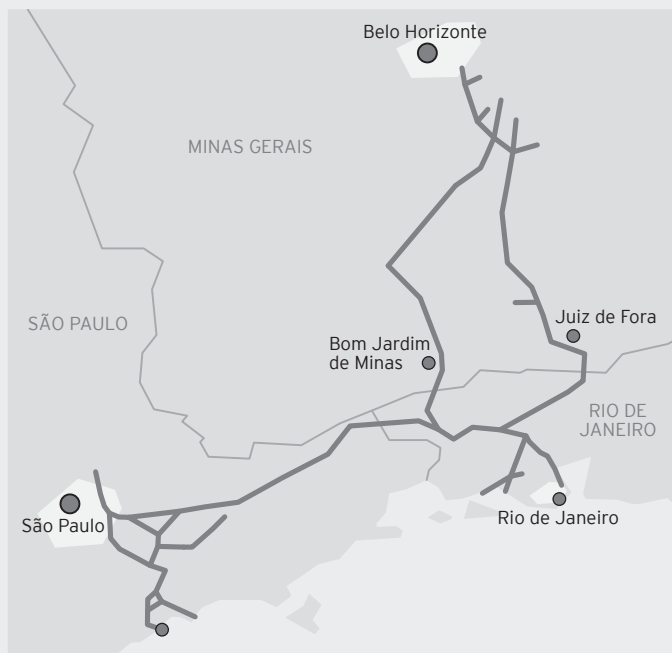 Belo Horizonte
MINAS GERAIS
SÃO PAULO
Juiz de Fora
Bom Jardim
de Minas
RIO DE
JANEIRO
São Paulo
Rio de Janeiro